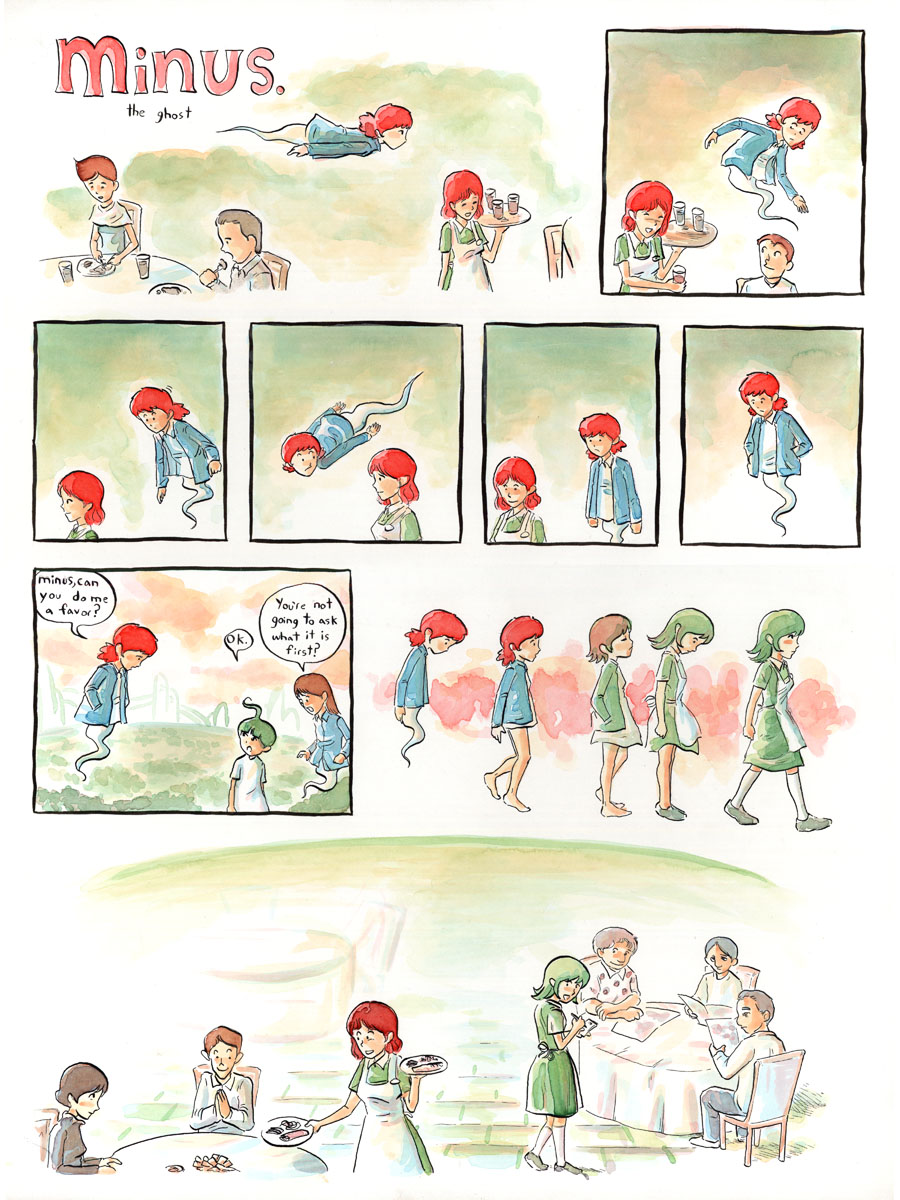 minus.
the ghost
minus, can
you do me
a favor?
Ok.
You're not
going to ask
what it is
first?